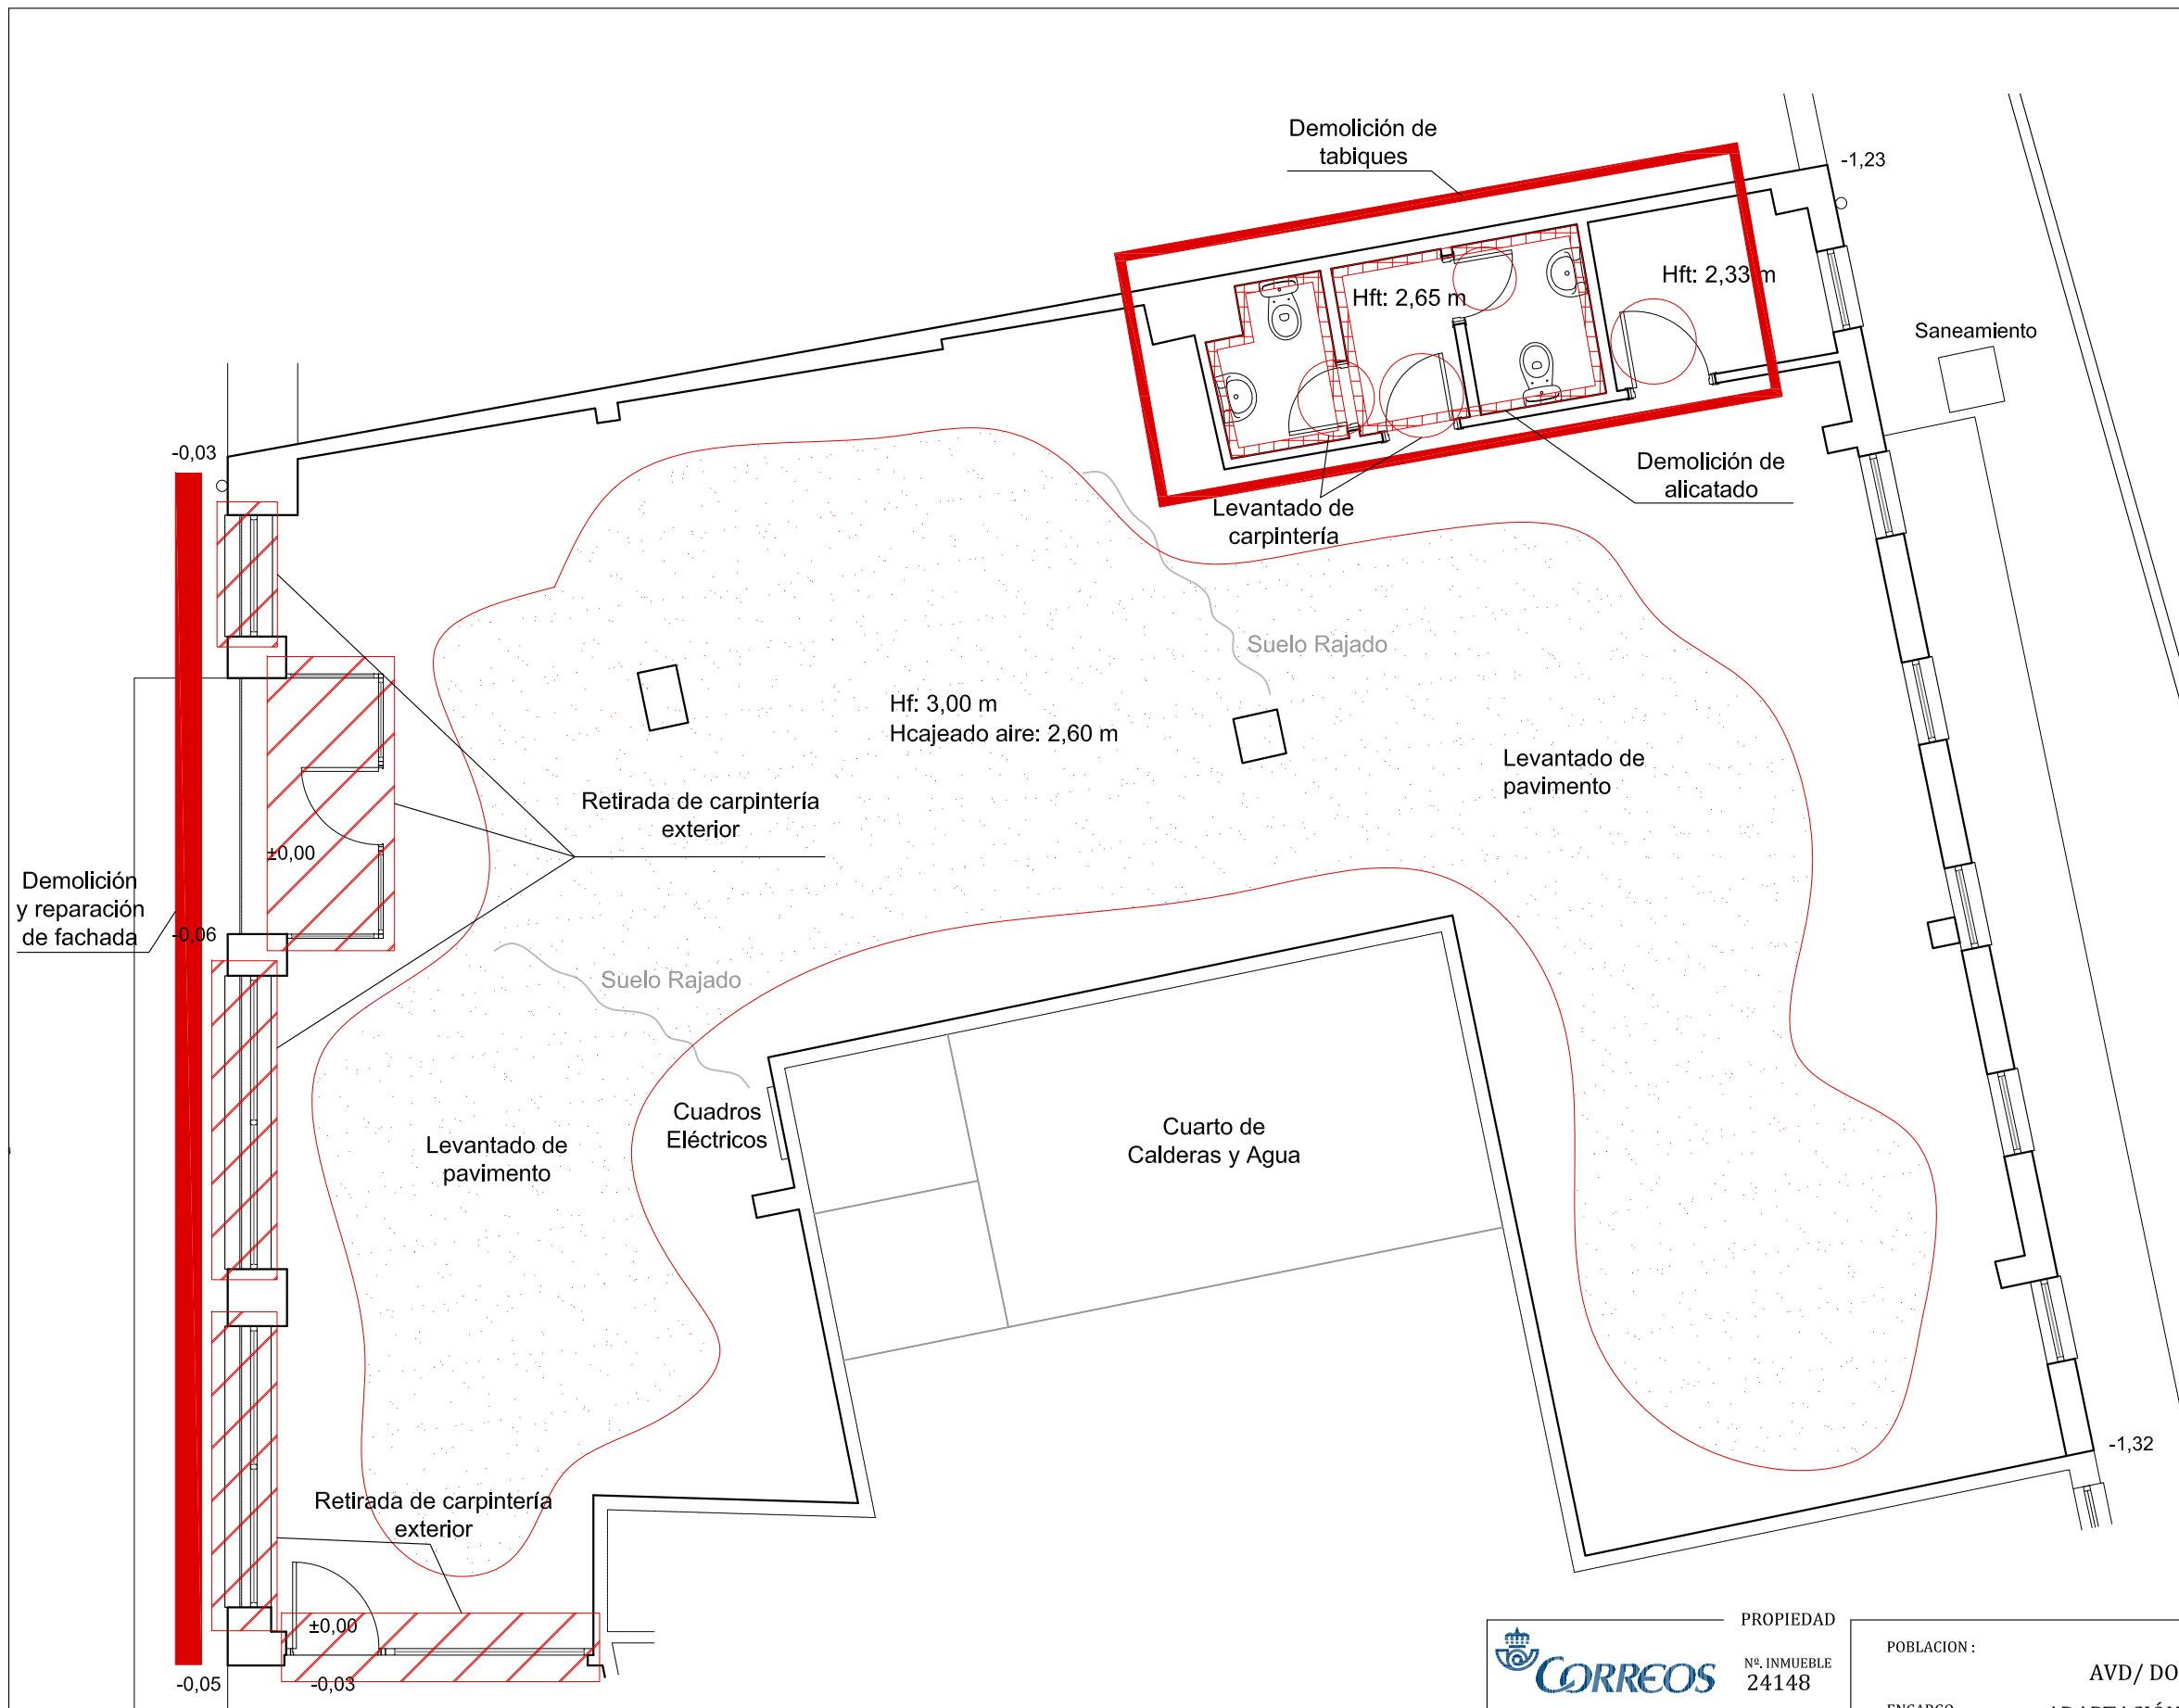 Demolición de
tabiques
-1,23
Hft: 2,33 m
Hft: 2,65 m
Saneamiento
-0,03
Demolición de
alicatado
Levantado de
carpintería
Suelo Rajado
Hf: 3,00 m
Hcajeado aire: 2,60 m
Levantado de
pavimento
Retirada de carpintería
exterior
±0,00
Demolición
y reparación
de fachada
-0,06
Suelo Rajado
Cuadros
Eléctricos
Cuarto de
Calderas y Agua
Levantado de
pavimento
-1,32
Retirada de carpintería
exterior
±0,00
-0,05
-0,03
PROPIEDAD
CORREOS
Nº. INMUEBLE
24148
POBLACION :
AVD/ DO